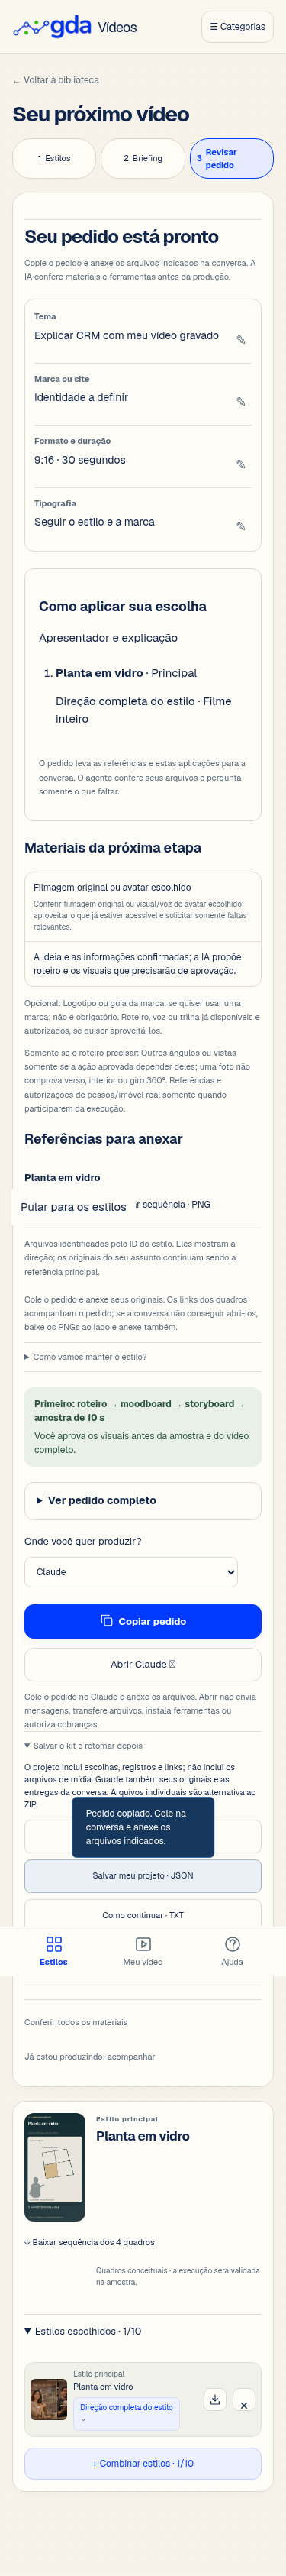 gda Vídeos
☰ Categorias
← Voltar à biblioteca
Seu próximo vídeo
1 Estilos
2 Briefing
3 Revisar
pedido
Seu pedido está pronto
Copie o pedido e anexe os arquivos indicados na conversa. A
IA confere materiais e ferramentas antes da produção.
Tema
Explicar CRM com meu vídeo gravado
Marca ou site
Identidade a definir
Formato e duração
9:16 · 30 segundos
Tipografia
Seguir o estilo e a marca
Como aplicar sua escolha
Apresentador e explicação
1. Planta em vidro · Principal
Direção completa do estilo · Filme
inteiro
O pedido leva as referências e estas aplicações para a
conversa. O agente confere seus arquivos e pergunta
somente o que faltar.
Materiais da próxima etapa
Filmagem original ou avatar escolhido
Conferir filmagem original ou visual/voz do avatar escolhido;
aproveitar o que já estiver acessível e solicitar somente faltas
relevantes.
A ideia e as informações confirmadas; a IA propõe
roteiro e os visuais que precisarão de aprovação.
Opcional: Logotipo ou guia da marca, se quiser usar uma
marca; não é obrigatório. Roteiro, voz ou trilha já disponíveis e
autorizados, se quiser aproveitá-los.
Somente se o roteiro precisar: Outros ângulos ou vistas
somente se a ação aprovada depender deles; uma foto não
comprova verso, interior ou giro 360°. Referências e
autorizações de pessoa/imóvel real somente quando
participarem da execução.
Referências para anexar
Planta em vidro
Pular para os estilos
r sequência · PNG
Arquivos identificados pelo ID do estilo. Eles mostram a
direção; os originais do seu assunto continuam sendo a
referência principal.
Cole o pedido e anexe seus originais. Os links dos quadros
acompanham o pedido; se a conversa não conseguir abri-los,
baixe os PNGs ao lado e anexe também.
▶ Como vamos manter o estilo?
Primeiro: roteiro → moodboard → storyboard →
amostra de 10 s
Você aprova os visuais antes da amostra e do vídeo
completo.
▶ Ver pedido completo
Onde você quer produzir?
Claude
Copiar pedido
Abrir Claude
Cole o pedido no Claude e anexe os arquivos. Abrir não envia
mensagens, transfere arquivos, instala ferramentas ou
autoriza cobranças.
▼ Salvar o kit e retomar depois
O projeto inclui escolhas, registros e links; não inclui os
arquivos de mídia. Guarde também seus originais e as
entregas da conversa. Arquivos individuais são alternativa ao
ZIP.
Pedido copiado. Cole na
conversa e anexe os
arquivos indicados.
Salvar meu projeto · JSON
Como continuar · TXT
Estilos
Meu vídeo
Ajuda
Conferir todos os materiais
Já estou produzindo: acompanhar
Estilo principal
Planta em vidro
↓ Baixar sequência dos 4 quadros
Quadros conceituais · a execução será validada
na amostra.
▼ Estilos escolhidos · 1/10
Estilo principal
Planta em vidro
Direção completa do estilo
+ Combinar estilos · 1/10